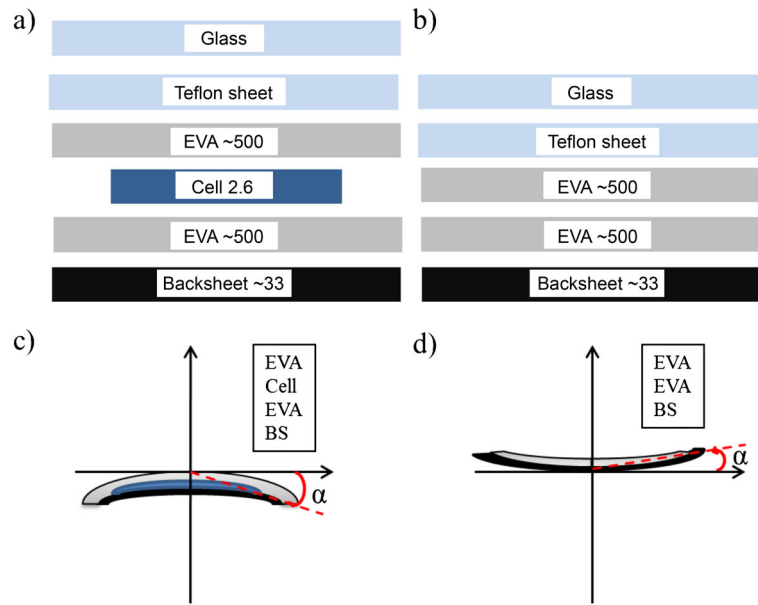 a)
Glass
Teflon sheet
EVA ~500
Cell 2.6
EVA ~500
Backsheet ~33
b)
Glass
Teflon sheet
EVA ~500
EVA ~500
Backsheet ~33
c)
EVA
Cell
EVA
BS
α
d)
EVA
EVA
BS
α